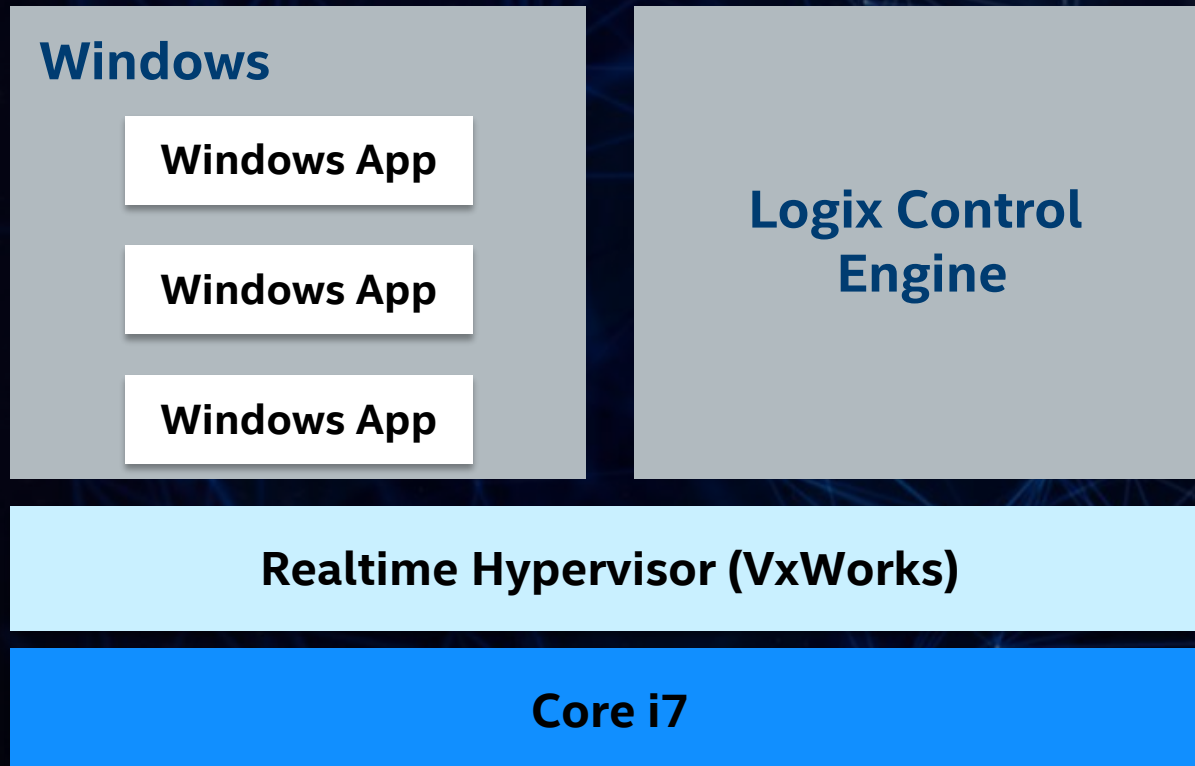 Windows
Windows App
Windows App
Windows App
Logix Control
Engine
Realtime Hypervisor (VxWorks)
Core i7